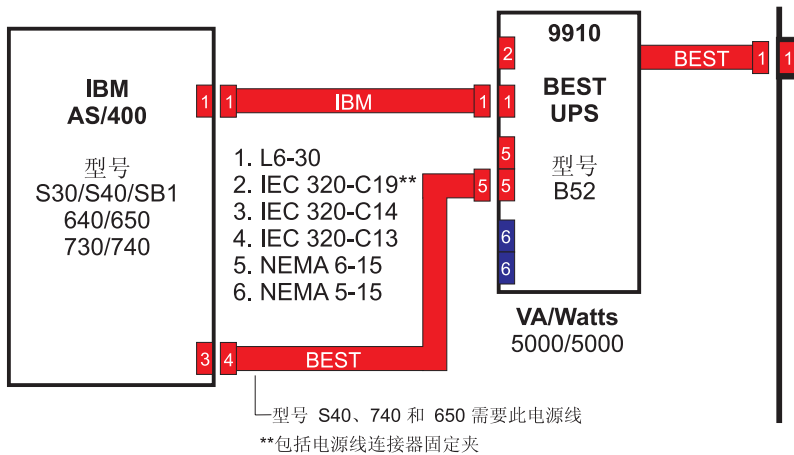 IBM
AS/400
型号
S30/S40/SB1
640/650
730/740
1
1
IBM
1
3
4
BEST
5
1. L6-30
2. IEC 320-C19**
3. IEC 320-C14
4. IEC 320-C13
5. NEMA 6-15
6. NEMA 5-15
9910
BEST
UPS
型号
B52
2
1
5
5
6
6
VA/Watts
5000/5000
BEST
1
1
型号 S40、740 和 650 需要此电源线
**包括电源线连接器固定夹